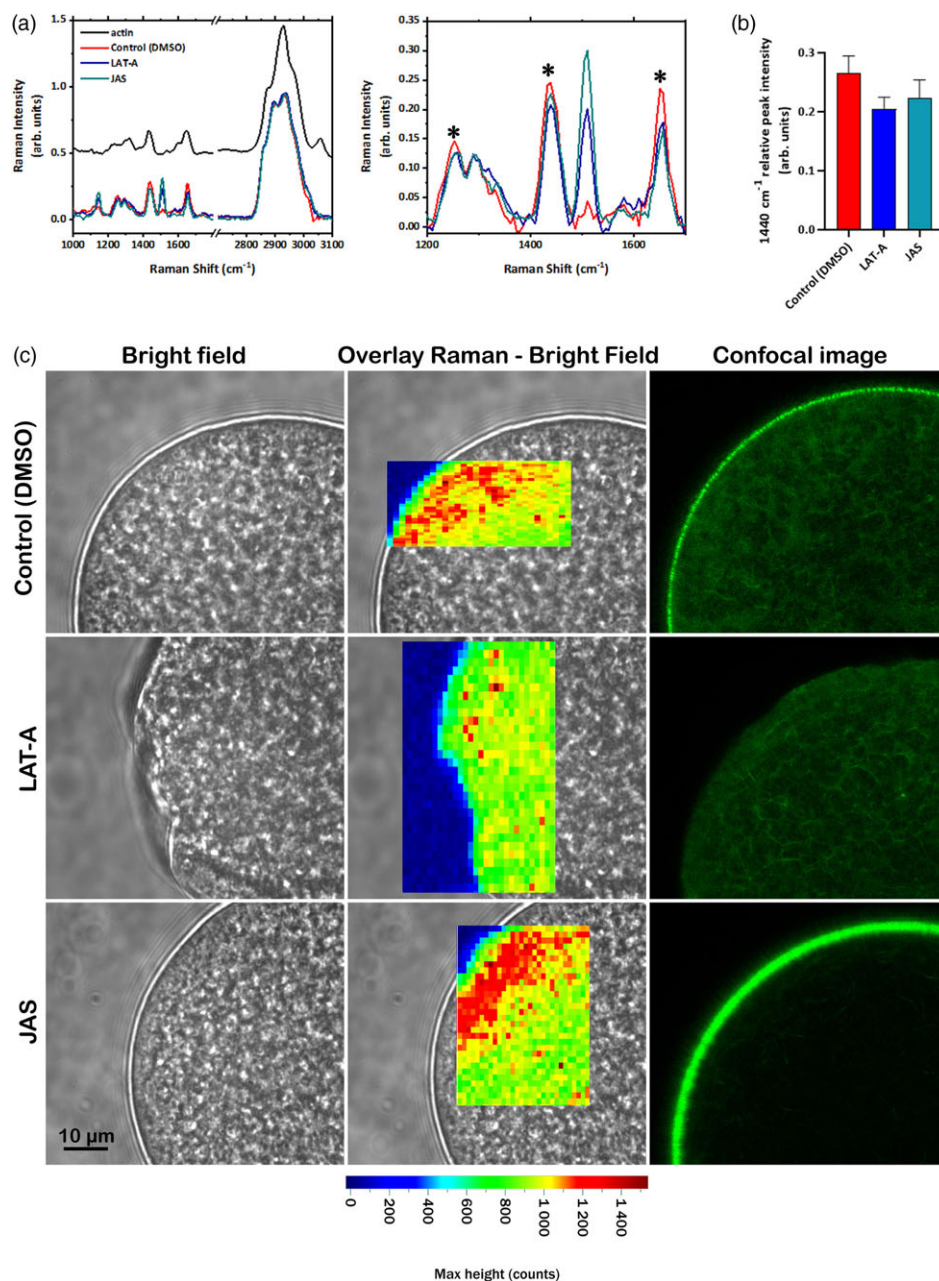 (a)
1.5
1.0
0.5
0.0
Raman Intensity
(arb. units)
actin
Control (DMSO)
LAT-A
JAS
1000 1200 1400 1600 2800 2900 3000 3100
Raman Shift (cm⁻¹)
0.35
0.30
0.25
0.20
0.15
0.10
0.05
0.00
Raman Intensity
(arb. units)
* * *
1200 1400 1600
Raman Shift (cm⁻¹)
(b)
1440 cm⁻¹ relative peak intensity
(arb. units)
0.3
0.2
0.1
0.0
Control (DMSO)
LAT-A
JAS
(c)
Bright field
Overlay Raman - Bright Field
Confocal image
Control (DMSO)
LAT-A
JAS
10 μm
0 200 400 600 800 1 000 1 200 1 400
Max height (counts)